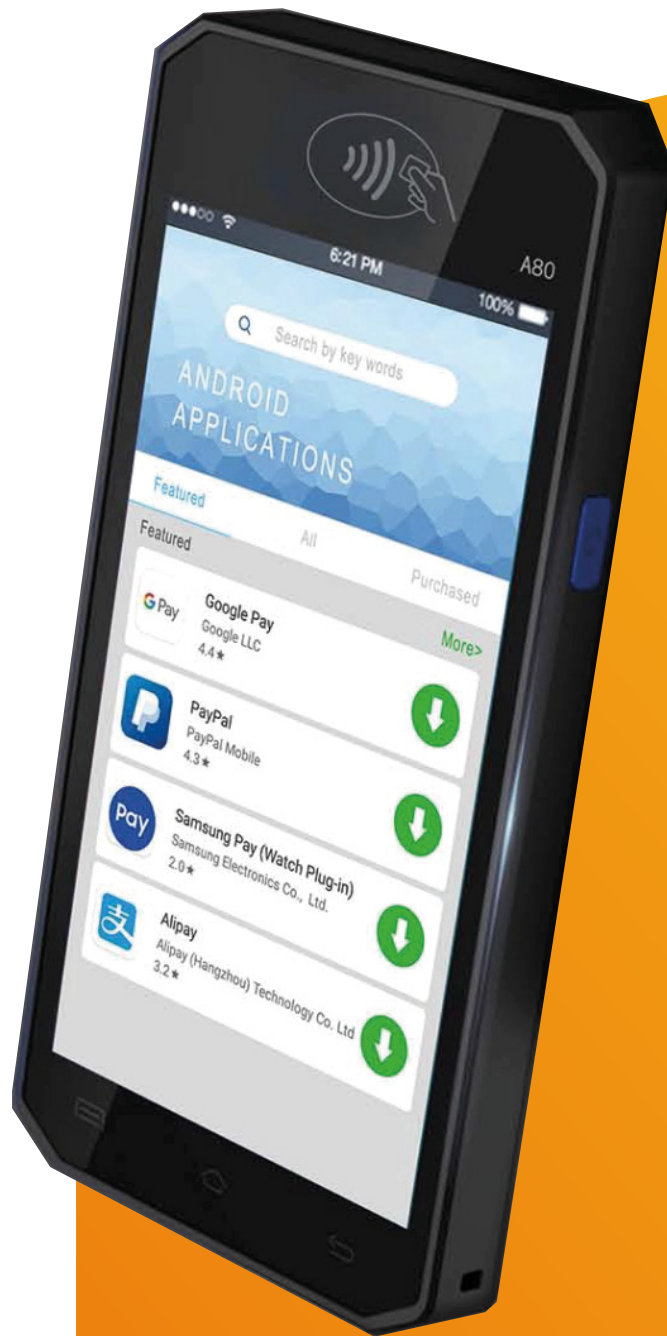 6:21 PM
100%
A80
Search by key words
ANDROID
APPLICATIONS
Featured
All
Purchased
Featured
More>
G Pay
Google Pay
Google LLC
4.4★
PayPal
PayPal Mobile
4.3★
Pay
Samsung Pay (Watch Plug-in)
Samsung Electronics Co., Ltd.
2.0★
支
Alipay
Alipay (Hangzhou) Technology Co. Ltd
3.2★